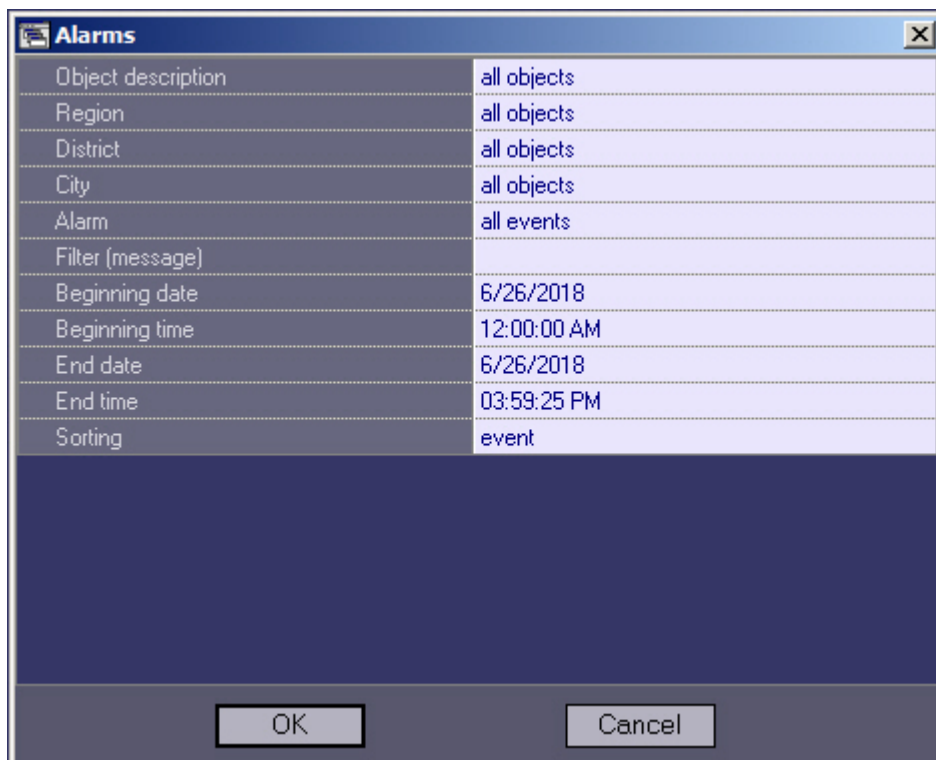 Alarms
Object description all objects
Region all objects
District all objects
City all objects
Alarm all events
Filter (message)
Beginning date 6/26/2018
Beginning time 12:00:00 AM
End date 6/26/2018
End time 03:59:25 PM
Sorting event
OK Cancel